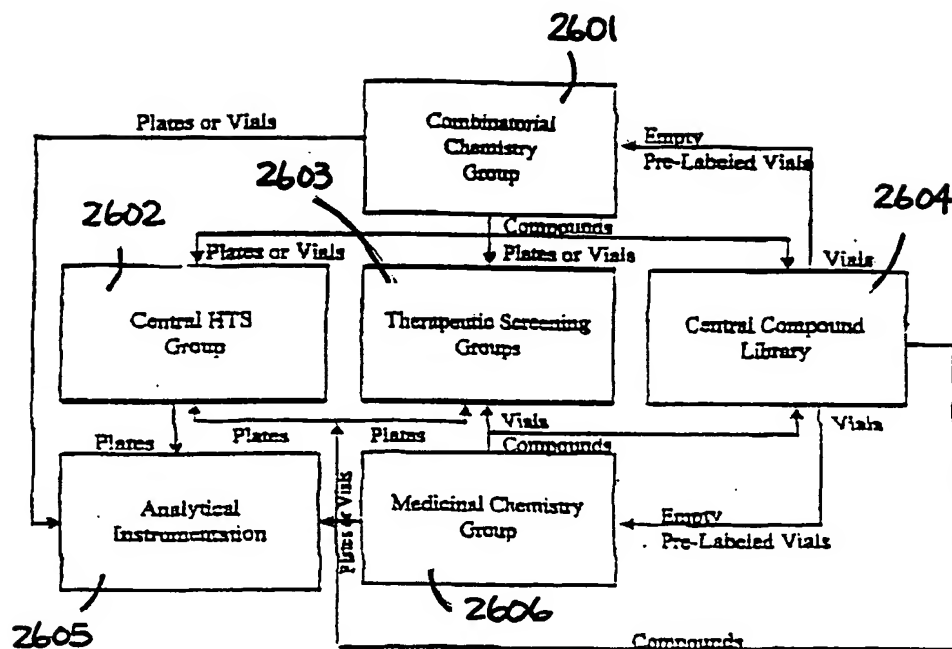 2601
Plates or Vials
Combinatorial
Chemistry
Group
Empty
Pre-Labeled Vials
2603
2602
2604
Compounds
Plates or Vials
Plates or Vials
Vials
Central HTS
Group
Therapeutic Screening
Groups
Central Compound
Library
Plates
Plates
Plates
Vials
Compounds
Vials
Analytical
Instrumentation
Plates or Vials
Medicinal Chemistry
Group
Empty
Pre-Labeled Vials
2605
2606
Compounds